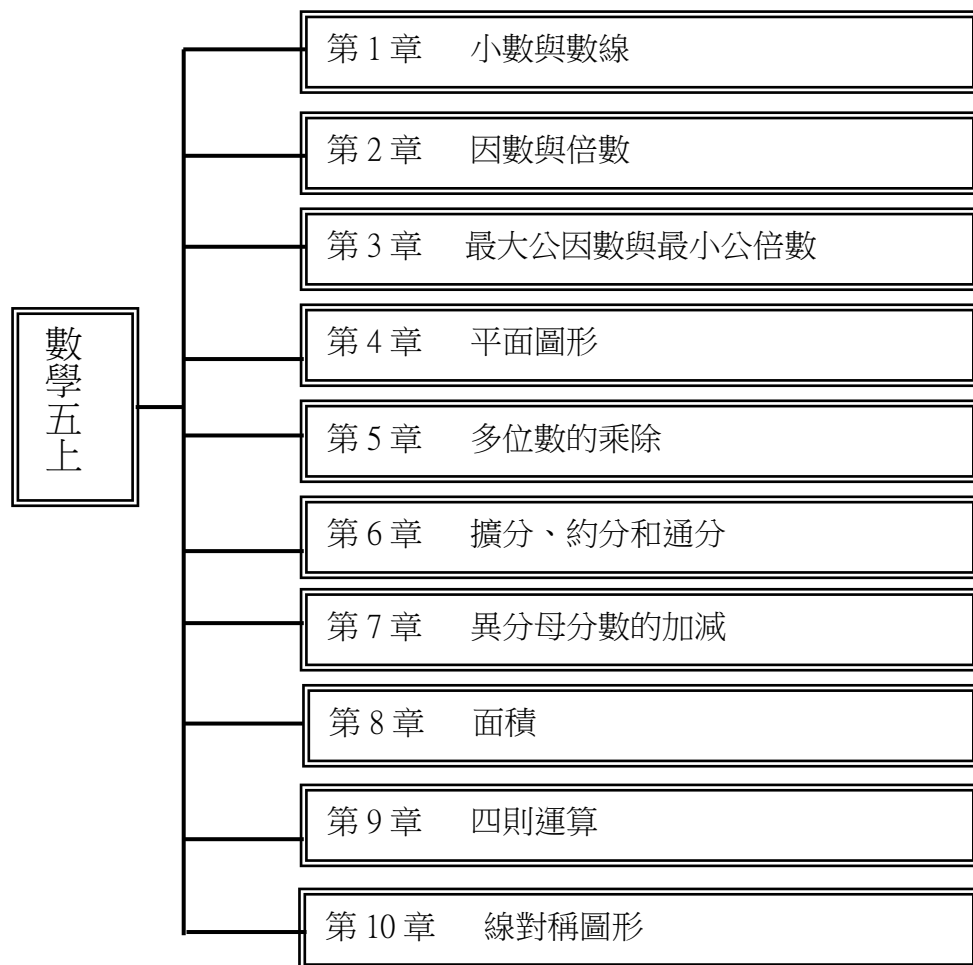 數學五上
第 1 章 小數與數線
第 2 章 因數與倍數
第 3 章 最大公因數與最小公倍數
第 4 章 平面圖形
第 5 章 多位數的乘除
第 6 章 擴分、約分和通分
第 7 章 異分母分數的加減
第 8 章 面積
第 9 章 四則運算
第 10 章 線對稱圖形